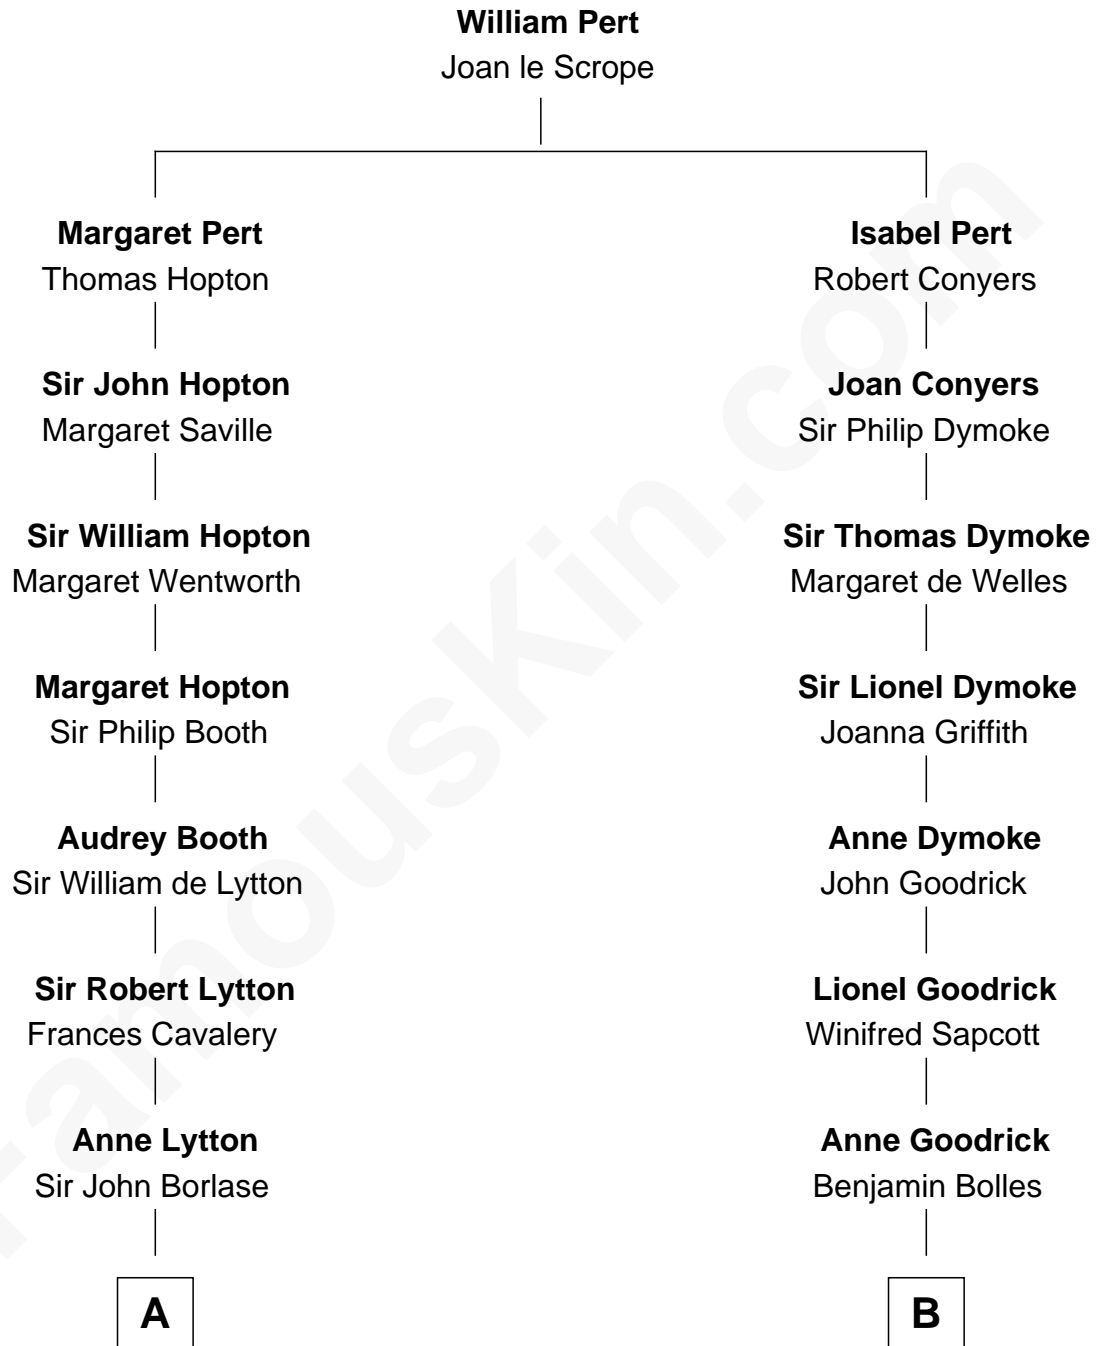 William Pert
Joan le Scrope
Margaret Pert
Thomas Hopton
Isabel Pert
Robert Conyers
Sir John Hopton
Margaret Saville
Joan Conyers
Sir Philip Dymoke
Sir William Hopton
Margaret Wentworth
Sir Thomas Dymoke
Margaret de Welles
Margaret Hopton
Sir Philip Booth
Sir Lionel Dymoke
Joanna Griffith
Audrey Booth
Sir William de Lytton
Anne Dymoke
John Goodrick
Sir Robert Lytton
Frances Cavalery
Lionel Goodrick
Winifred Sapcott
Anne Lytton
Sir John Borlase
Anne Goodrick
Benjamin Bolles
A
B
FamousKin.com